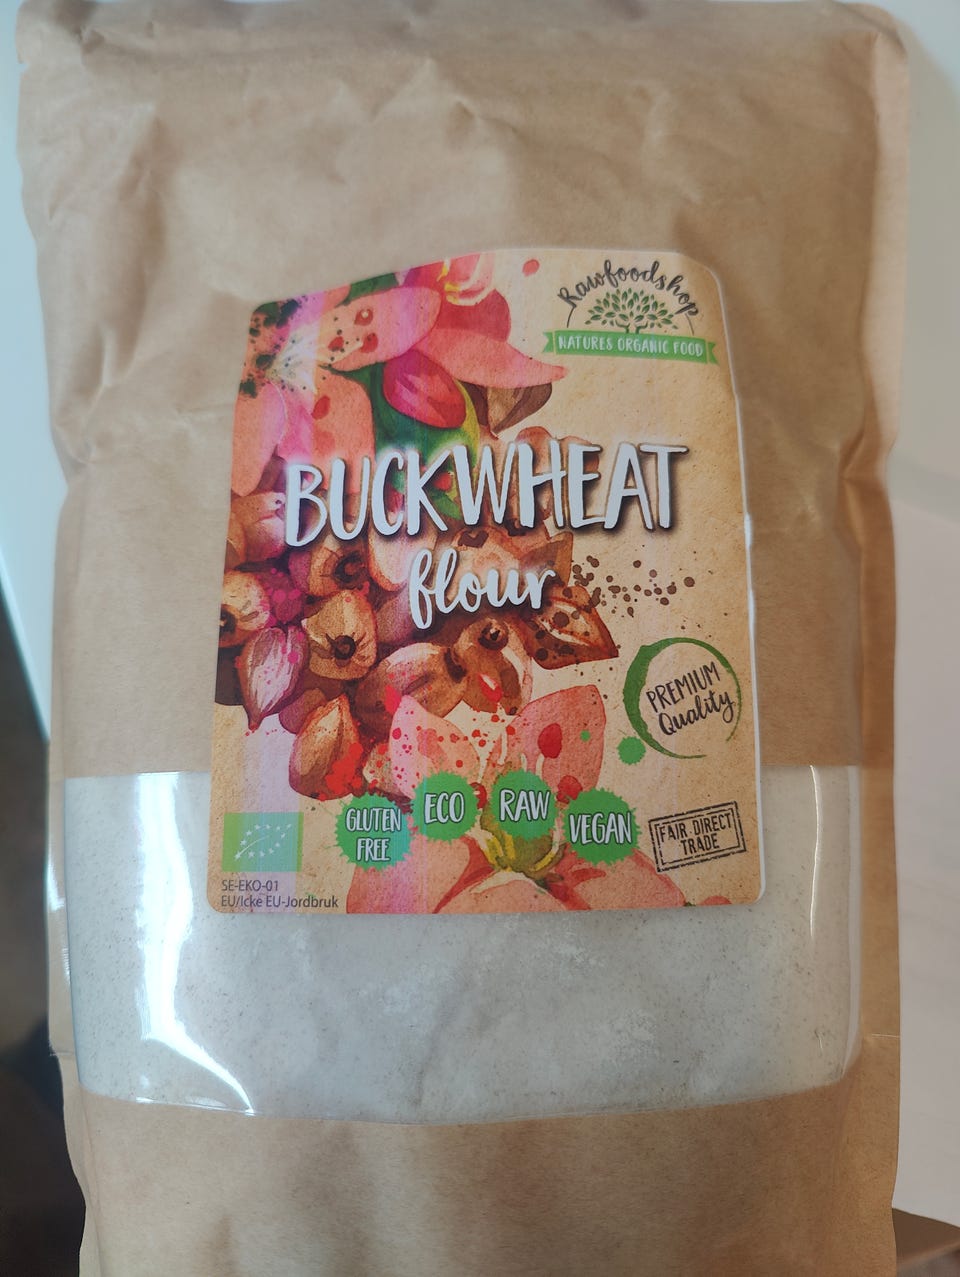 Rawfoodshop
NATURES ORGANIC FOOD
BUCKWHEAT
flour
PREMIUM
Quality
GLUTEN
FREE
ECO
RAW
VEGAN
FAIR DIRECT
TRADE
SE-EKO-01
EU/Icke EU-Jordbruk